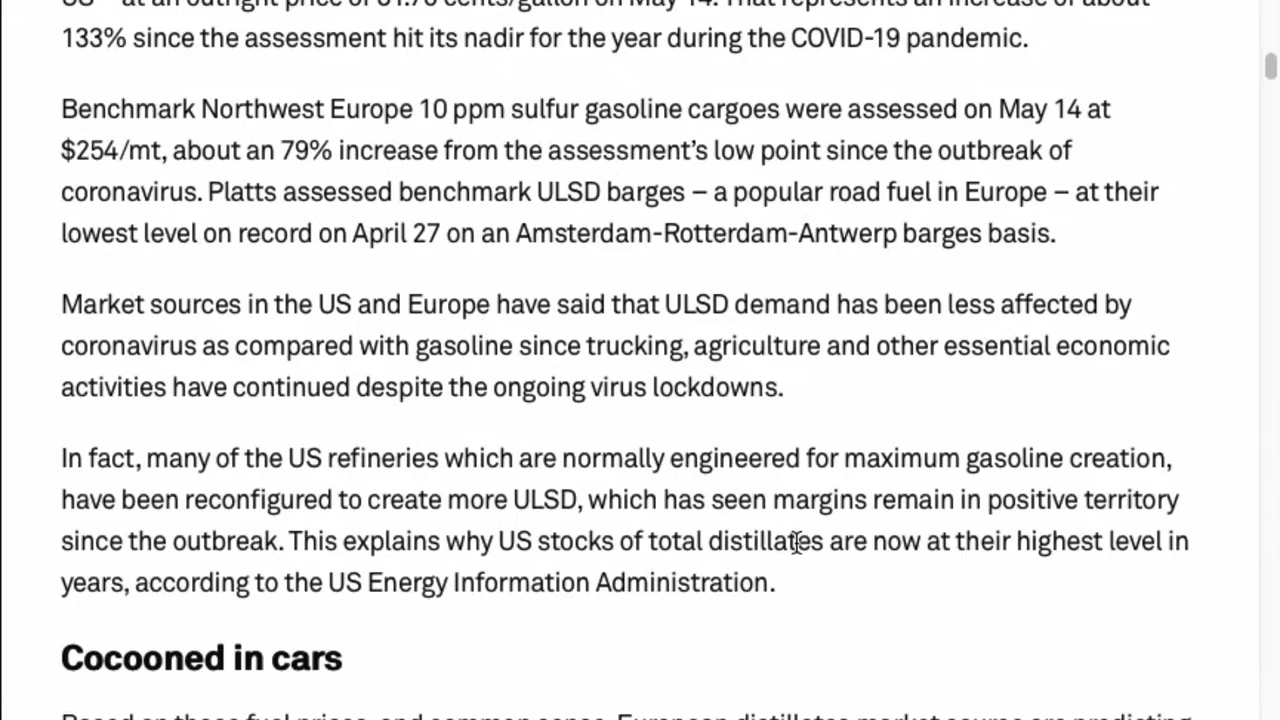 133% since the assessment hit its nadir for the year during the COVID-19 pandemic.
Benchmark Northwest Europe 10 ppm sulfur gasoline cargoes were assessed on May 14 at
$254/mt, about an 79% increase from the assessment’s low point since the outbreak of
coronavirus. Platts assessed benchmark ULSD barges – a popular road fuel in Europe – at their
lowest level on record on April 27 on an Amsterdam-Rotterdam-Antwerp barges basis.
Market sources in the US and Europe have said that ULSD demand has been less affected by
coronavirus as compared with gasoline since trucking, agriculture and other essential economic
activities have continued despite the ongoing virus lockdowns.
In fact, many of the US refineries which are normally engineered for maximum gasoline creation,
have been reconfigured to create more ULSD, which has seen margins remain in positive territory
since the outbreak. This explains why US stocks of total distillates are now at their highest level in
years, according to the US Energy Information Administration.
Cocooned in cars